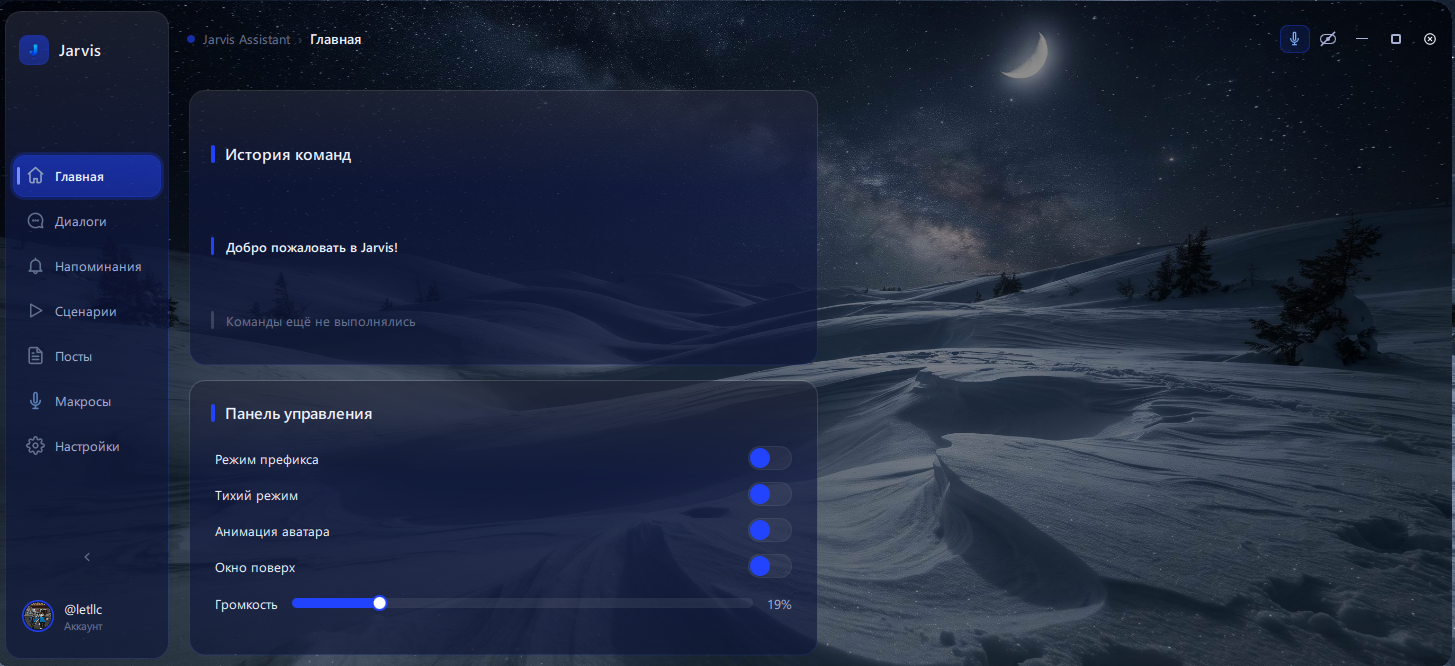 Jarvis
Jarvis Assistant › Главная
Главная
Диалоги
Напоминания
Сценарии
Посты
Макросы
Настройки
@letllc
Аккаунт
История команд
Добро пожаловать в Jarvis!
Команды ещё не выполнялись
Панель управления
Режим префикса
Тихий режим
Анимация аватара
Окно поверх
Громкость 19%